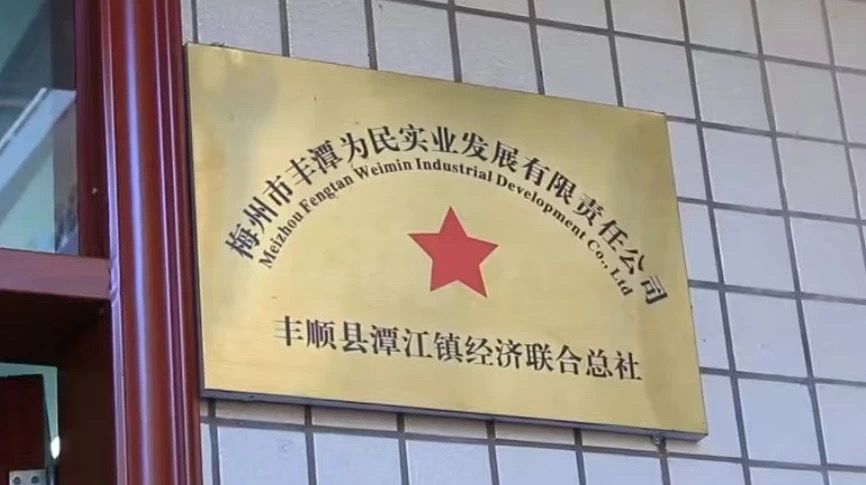 梅州市丰潭为民实业发展有限责任公司
Meizhou Fengtan Weimin Industrial Development Co., Ltd
丰顺县潭江镇经济联合总社